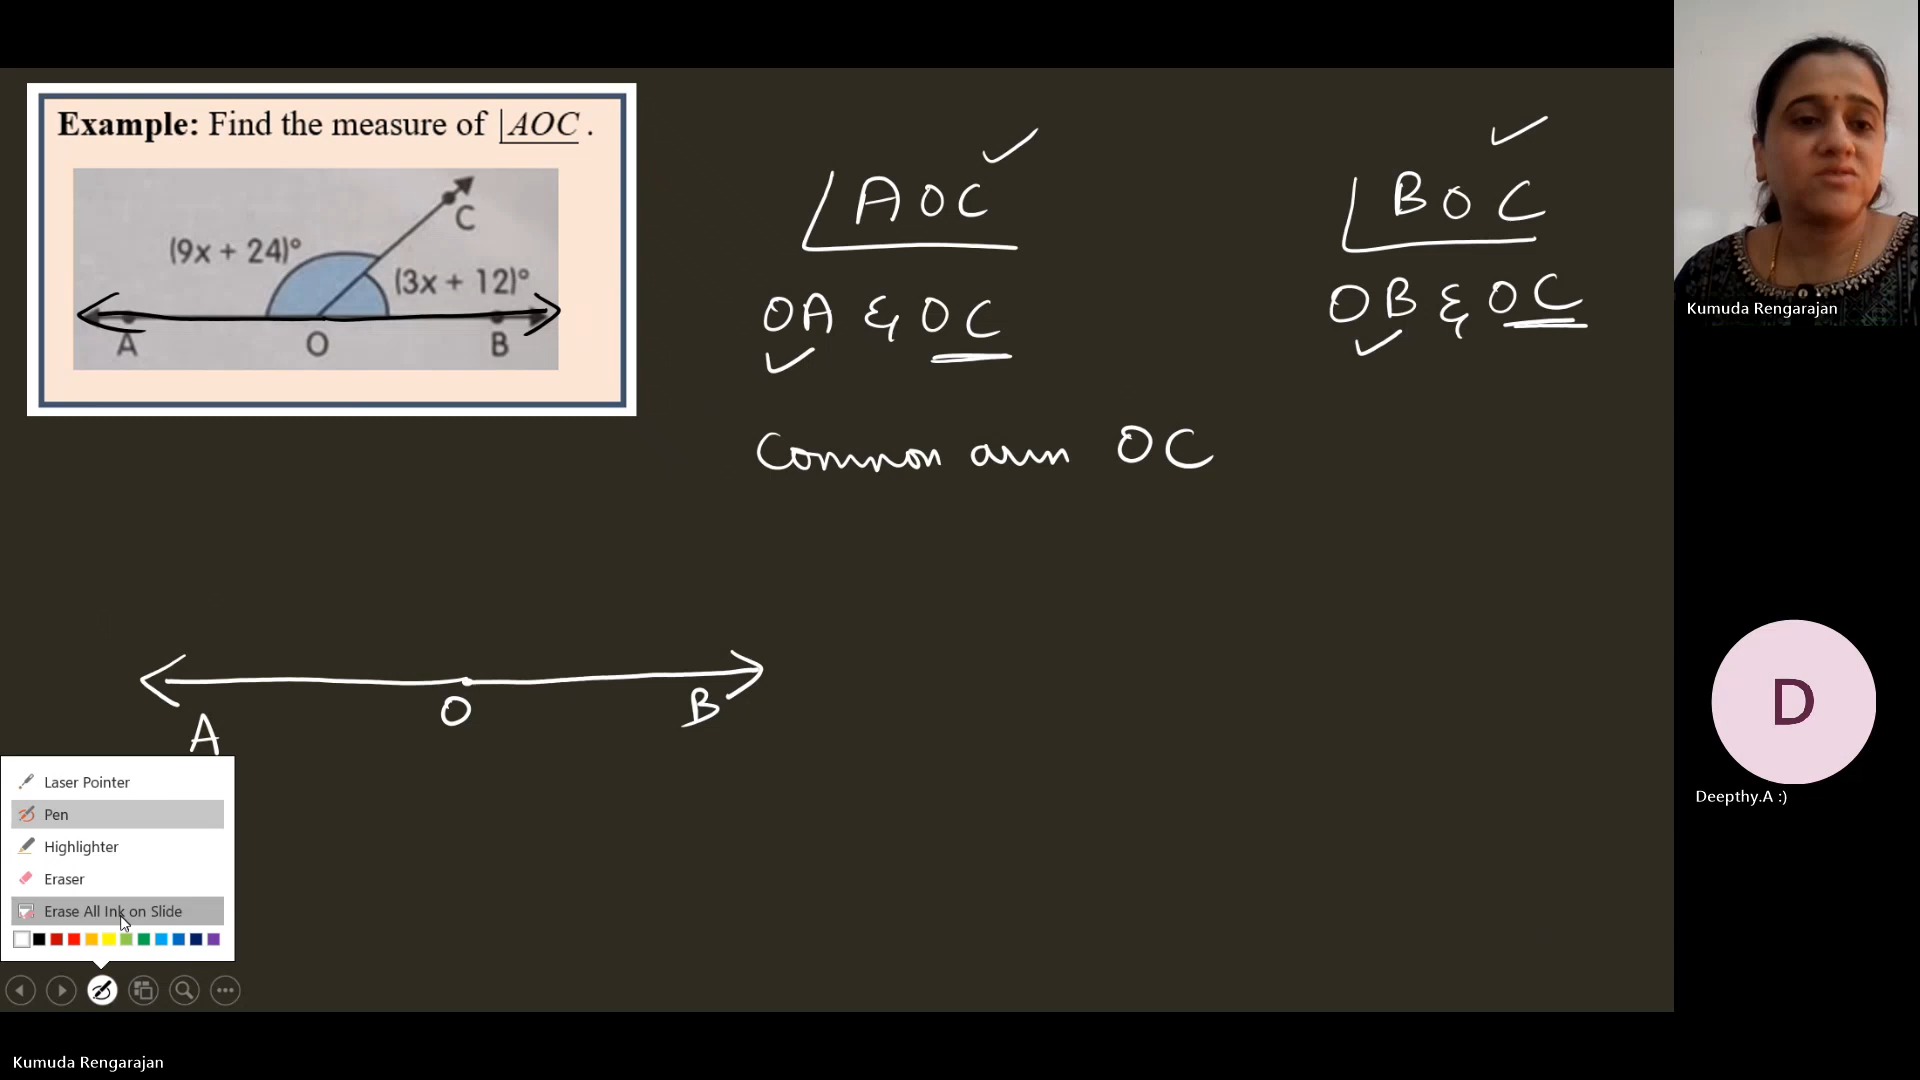 Example: Find the measure of ∠AOC .
C
(9x + 24)°
(3x + 12)°
A O B
∠AOC
OA & OC
∠BOC
OB & OC
Common arm OC
A O B
Laser Pointer
Pen
Highlighter
Eraser
Erase All Ink on Slide
Kumuda Rengarajan
D
Deepthy.A :)
Kumuda Rengarajan